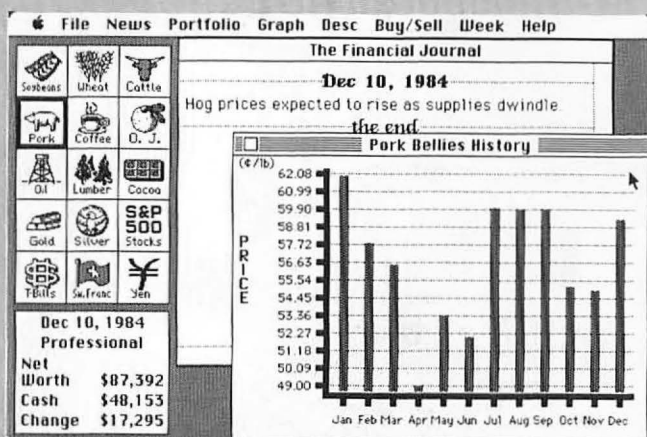 File News Portfolio Graph Desc Buy/Sell Week Help
Soybeans Wheat Cattle
Pork Coffee O. J.
Oil Lumber Cocoa
Gold Silver S&P 500 Stocks
T-Bills Sw.Franc Yen
Dec 10, 1984
Professional
Net
Worth $87,392
Cash $48,153
Change $17,295
The Financial Journal
Dec 10, 1984
Hog prices expected to rise as supplies dwindle.
the end
Pork Bellies History
(¢/lb)
PRICE
62.08
60.99
59.90
58.81
57.72
56.63
55.54
54.45
53.36
52.27
51.18
50.09
49.00
Jan Feb Mar Apr May Jun Jul Aug Sep Oct Nov Dec